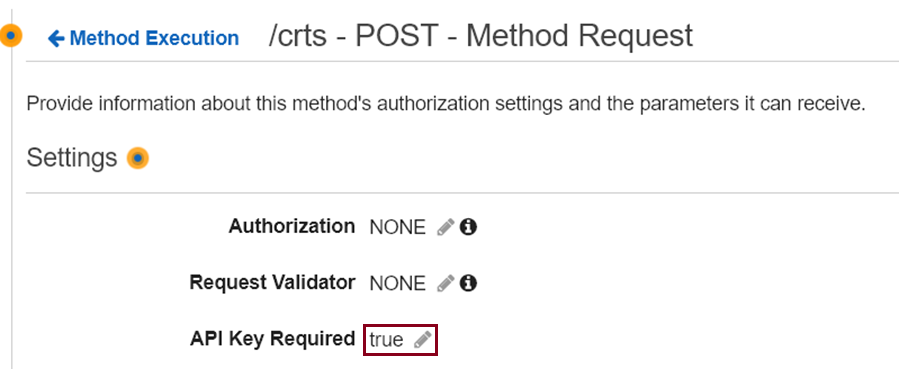 Method Execution /crts - POST - Method Request
Provide information about this method's authorization settings and the parameters it can receive.
Settings
Authorization NONE
Request Validator NONE
API Key Required true